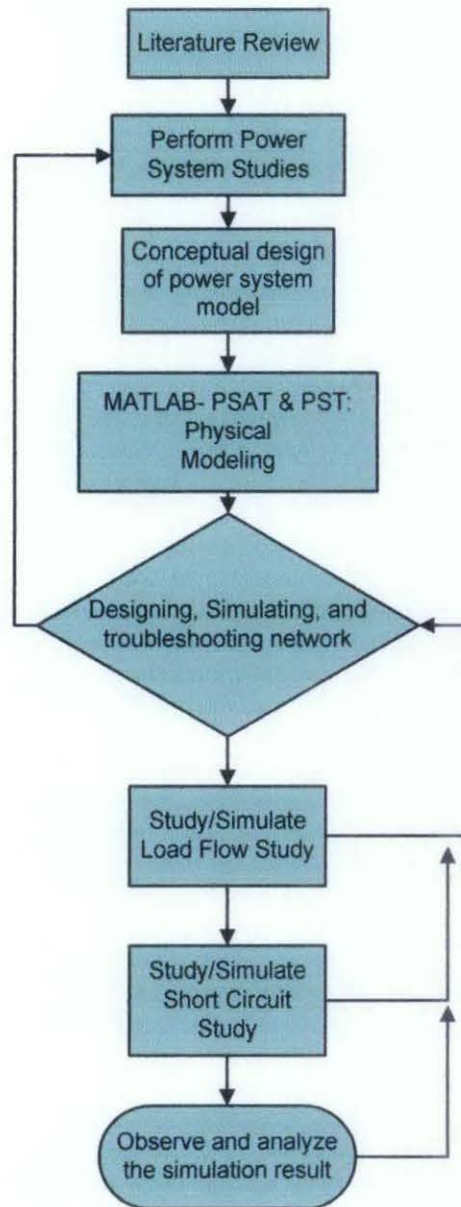 Literature Review
Perform Power
System Studies
Conceptual design
of power system
model
MATLAB- PSAT & PST:
Physical
Modeling
Designing, Simulating, and
troubleshooting network
Study/Simulate
Load Flow Study
Study/Simulate
Short Circuit
Study
Observe and analyze
the simulation result